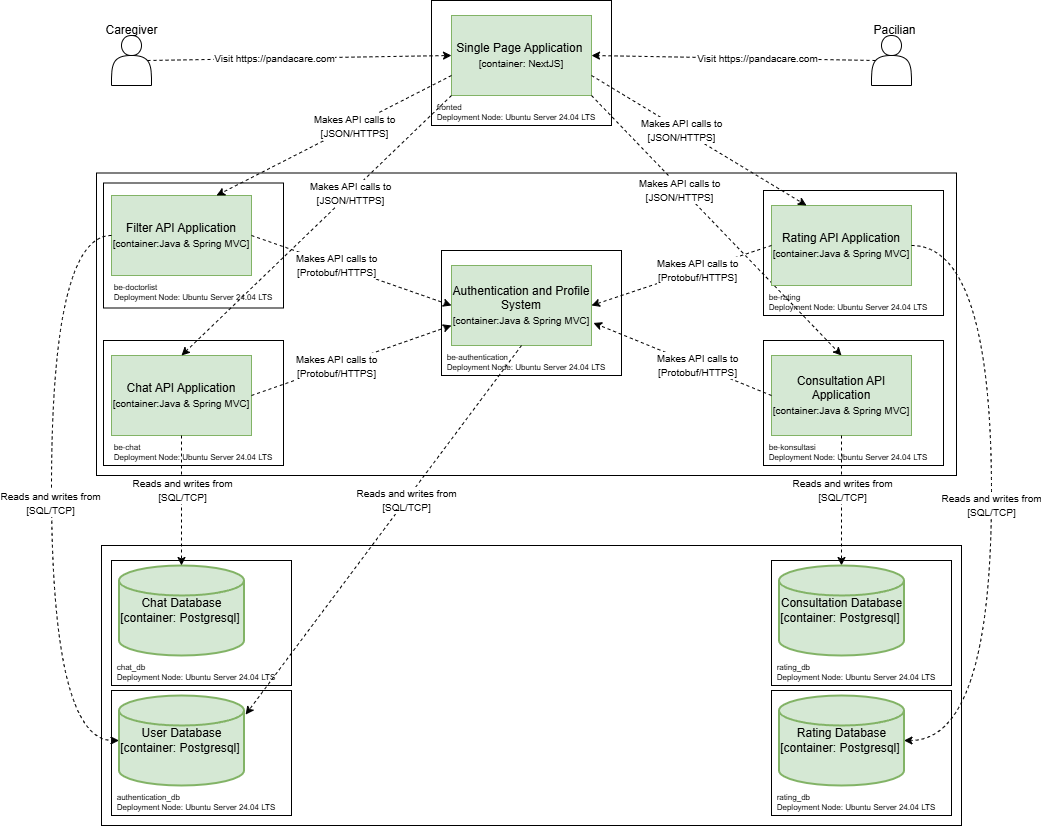 Caregiver
Pacilian
Single Page Application
[container: NextJS]
Visit https://pandacare.com
Visit https://pandacare.com
fronted
Deployment Node: Ubuntu Server 24.04 LTS
Makes API calls to
[JSON/HTTPS]
Makes API calls to
[JSON/HTTPS]
Makes API calls to
[JSON/HTTPS]
Makes API calls to
[JSON/HTTPS]
Filter API Application
[container:Java & Spring MVC]
be-doctorlist
Deployment Node: Ubuntu Server 24.04 LTS
Rating API Application
[container:Java & Spring MVC]
be-rating
Deployment Node: Ubuntu Server 24.04 LTS
Makes API calls to
[Protobuf/HTTPS]
Makes API calls to
[Protobuf/HTTPS]
Authentication and Profile
System
[container:Java & Spring MVC]
be-authentication
Deployment Node: Ubuntu Server 24.04 LTS
Makes API calls to
[Protobuf/HTTPS]
Makes API calls to
[Protobuf/HTTPS]
Chat API Application
[container:Java & Spring MVC]
be-chat
Deployment Node: Ubuntu Server 24.04 LTS
Consultation API
Application
[container:Java & Spring MVC]
be-konsultasi
Deployment Node: Ubuntu Server 24.04 LTS
Reads and writes from
[SQL/TCP]
Reads and writes from
[SQL/TCP]
Reads and writes from
[SQL/TCP]
Reads and writes from
[SQL/TCP]
Reads and writes from
[SQL/TCP]
Chat Database
[container: Postgresql]
chat_db
Deployment Node: Ubuntu Server 24.04 LTS
Consultation Database
[container: Postgresql]
rating_db
Deployment Node: Ubuntu Server 24.04 LTS
User Database
[container: Postgresql]
authentication_db
Deployment Node: Ubuntu Server 24.04 LTS
Rating Database
[container: Postgresql]
rating_db
Deployment Node: Ubuntu Server 24.04 LTS